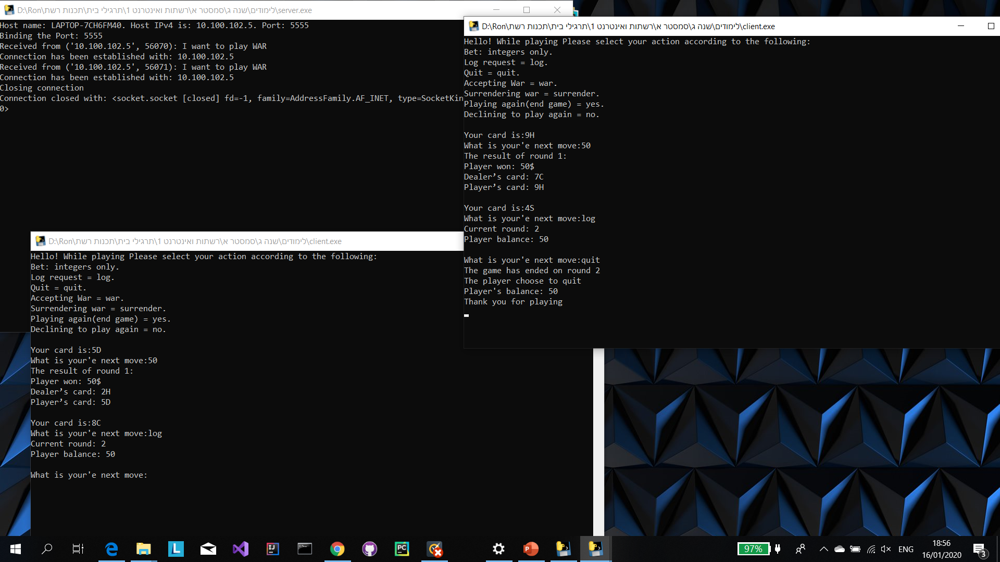 D:\Ron\לימודים\שנה ג\סמסטר א\רשתות ואינטרנט 1\תרגילי בית\תכנות רשת\server.exe
Host name: LAPTOP-7CH6FM40. Host IPv4 is: 10.100.102.5. Port: 5555
Binding the Port: 5555
Received from ('10.100.102.5', 56070): I want to play WAR
Connection has been established with: 10.100.102.5
Received from ('10.100.102.5', 56071): I want to play WAR
Connection has been established with: 10.100.102.5
Closing connection
Connection closed with: <socket.socket [closed] fd=-1, family=AddressFamily.AF_INET, type=SocketKin
0>
D:\Ron\לימודים\שנה ג\סמסטר א\רשתות ואינטרנט 1\תרגילי בית\תכנות רשת\client.exe
Hello! While playing Please select your action according to the following:
Bet: integers only.
Log request = log.
Quit = quit.
Accepting War = war.
Surrendering war = surrender.
Playing again(end game) = yes.
Declining to play again = no.
Your card is:9H
What is your'e next move:50
The result of round 1:
Player won: 50$
Dealer’s card: 7C
Player’s card: 9H
Your card is:4S
What is your'e next move:log
Current round: 2
Player balance: 50
What is your'e next move:quit
The game has ended on round 2
The player choose to quit
Player's balance: 50
Thank you for playing
D:\Ron\לימודים\שנה ג\סמסטר א\רשתות ואינטרנט 1\תרגילי בית\תכנות רשת\client.exe
Hello! While playing Please select your action according to the following:
Bet: integers only.
Log request = log.
Quit = quit.
Accepting War = war.
Surrendering war = surrender.
Playing again(end game) = yes.
Declining to play again = no.
Your card is:5D
What is your'e next move:50
The result of round 1:
Player won: 50$
Dealer’s card: 2H
Player’s card: 5D
Your card is:8C
What is your'e next move:log
Current round: 2
Player balance: 50
What is your'e next move:
L
IJ
PC
P
97%
ENG
18:56
16/01/2020
3